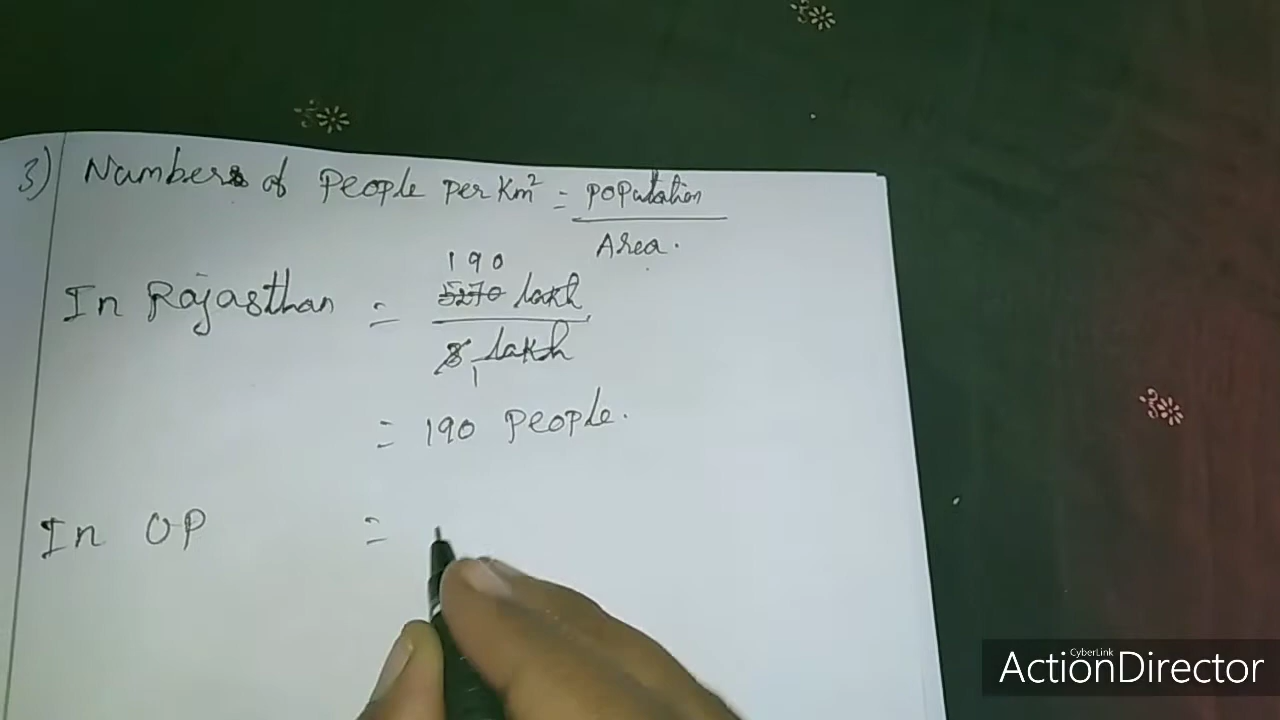 3) Numbers of People per Km² = Population
Area.
190
In Rajasthan = 5270 lakh
8 lakh
1
= 190 People.
In UP =
CyberLink
ActionDirector